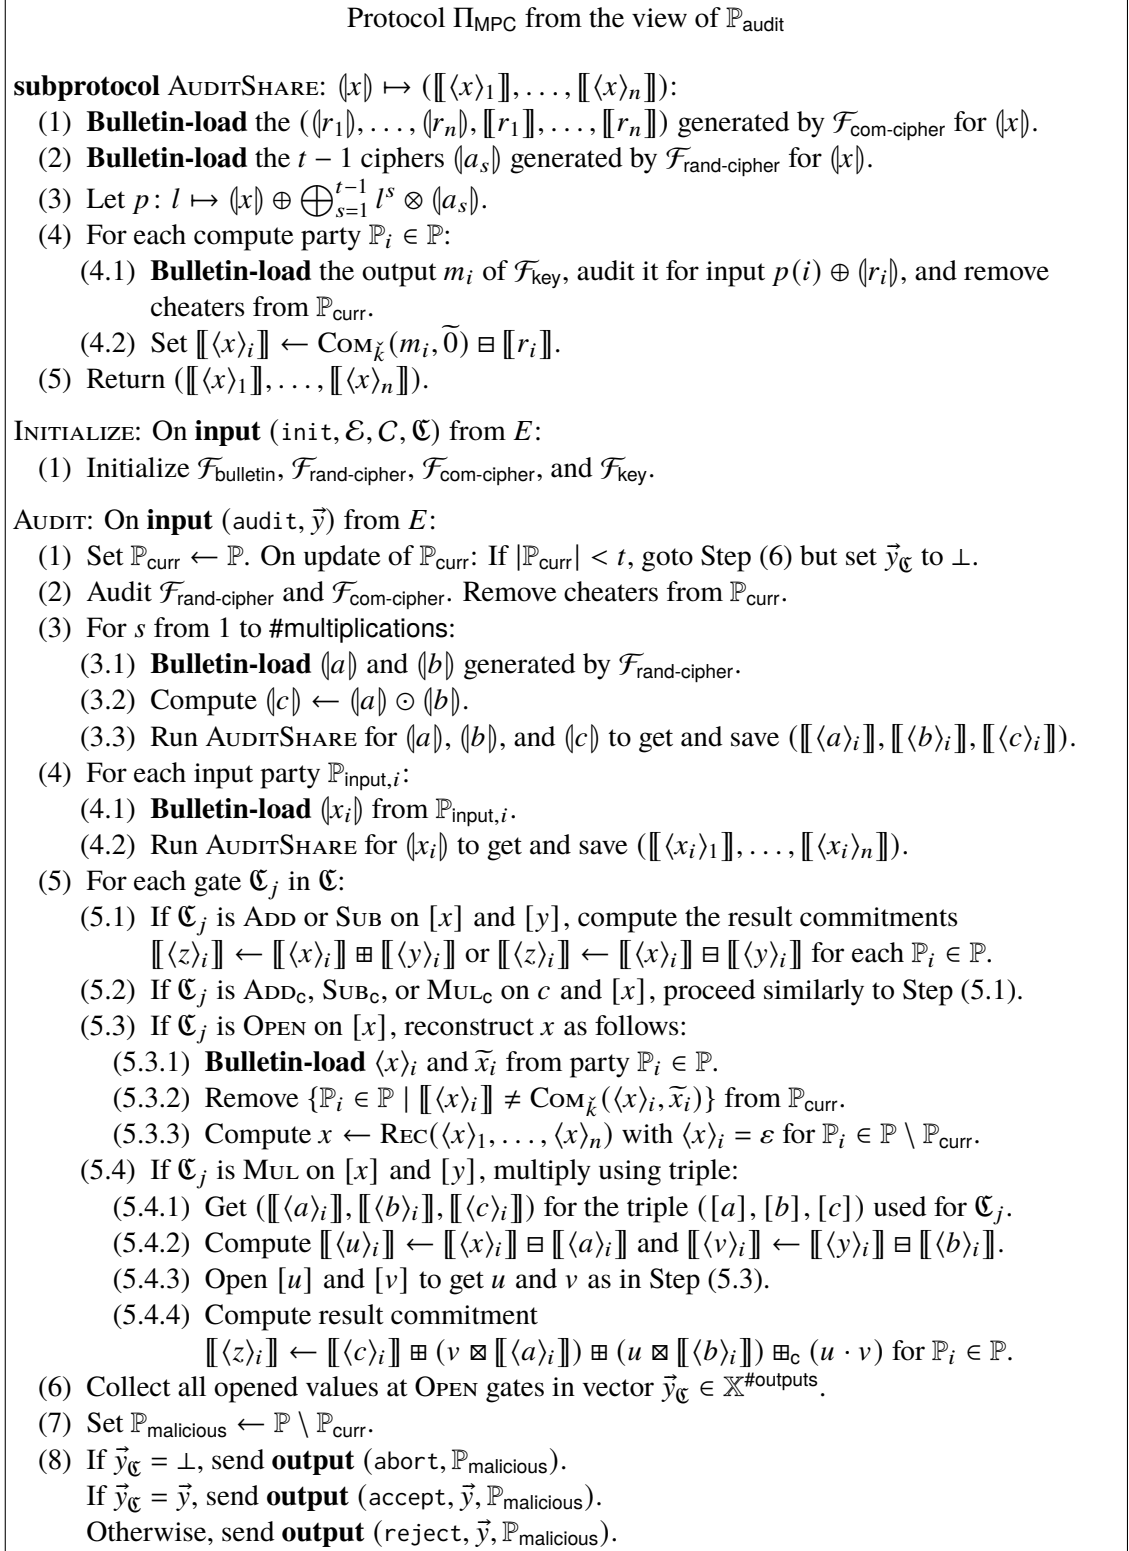 Protocol Π_MPC from the view of ℙ_audit
subprotocol AuditShare: ⦇x⦈ ↦ (⟦⟨x⟩_1⟧, . . . , ⟦⟨x⟩_n⟧):
(1) Bulletin-load the (⦇r_1⦈, . . . , ⦇r_n⦈, ⟦r_1⟧, . . . , ⟦r_n⟧) generated by ℱ_com-cipher for ⦇x⦈.
(2) Bulletin-load the t − 1 ciphers ⦇a_s⦈ generated by ℱ_rand-cipher for ⦇x⦈.
(3) Let p: l ↦ ⦇x⦈ ⊕ ⨁_{s=1}^{t−1} l^s ⊗ ⦇a_s⦈.
(4) For each compute party ℙ_i ∈ ℙ:
(4.1) Bulletin-load the output m_i of ℱ_key, audit it for input p(i) ⊕ ⦇r_i⦈, and remove
cheaters from ℙ_curr.
(4.2) Set ⟦⟨x⟩_i⟧ ← Com_ǩ(m_i, 0̃) ⊟ ⟦r_i⟧.
(5) Return (⟦⟨x⟩_1⟧, . . . , ⟦⟨x⟩_n⟧).
Initialize: On input (init, ℰ, 𝒞, ℭ) from E:
(1) Initialize ℱ_bulletin, ℱ_rand-cipher, ℱ_com-cipher, and ℱ_key.
Audit: On input (audit, y⃗) from E:
(1) Set ℙ_curr ← ℙ. On update of ℙ_curr: If |ℙ_curr| < t, goto Step (6) but set y⃗_ℭ to ⊥.
(2) Audit ℱ_rand-cipher and ℱ_com-cipher. Remove cheaters from ℙ_curr.
(3) For s from 1 to #multiplications:
(3.1) Bulletin-load ⦇a⦈ and ⦇b⦈ generated by ℱ_rand-cipher.
(3.2) Compute ⦇c⦈ ← ⦇a⦈ ⊙ ⦇b⦈.
(3.3) Run AuditShare for ⦇a⦈, ⦇b⦈, and ⦇c⦈ to get and save (⟦⟨a⟩_i⟧, ⟦⟨b⟩_i⟧, ⟦⟨c⟩_i⟧).
(4) For each input party ℙ_input,i:
(4.1) Bulletin-load ⦇x_i⦈ from ℙ_input,i.
(4.2) Run AuditShare for ⦇x_i⦈ to get and save (⟦⟨x_i⟩_1⟧, . . . , ⟦⟨x_i⟩_n⟧).
(5) For each gate ℭ_j in ℭ:
(5.1) If ℭ_j is Add or Sub on [x] and [y], compute the result commitments
⟦⟨z⟩_i⟧ ← ⟦⟨x⟩_i⟧ ⊞ ⟦⟨y⟩_i⟧ or ⟦⟨z⟩_i⟧ ← ⟦⟨x⟩_i⟧ ⊟ ⟦⟨y⟩_i⟧ for each ℙ_i ∈ ℙ.
(5.2) If ℭ_j is Add_c, Sub_c, or Mul_c on c and [x], proceed similarly to Step (5.1).
(5.3) If ℭ_j is Open on [x], reconstruct x as follows:
(5.3.1) Bulletin-load ⟨x⟩_i and x̃_i from party ℙ_i ∈ ℙ.
(5.3.2) Remove {ℙ_i ∈ ℙ | ⟦⟨x⟩_i⟧ ≠ Com_ǩ(⟨x⟩_i, x̃_i)} from ℙ_curr.
(5.3.3) Compute x ← Rec(⟨x⟩_1, . . . , ⟨x⟩_n) with ⟨x⟩_i = ε for ℙ_i ∈ ℙ \ ℙ_curr.
(5.4) If ℭ_j is Mul on [x] and [y], multiply using triple:
(5.4.1) Get (⟦⟨a⟩_i⟧, ⟦⟨b⟩_i⟧, ⟦⟨c⟩_i⟧) for the triple ([a], [b], [c]) used for ℭ_j.
(5.4.2) Compute ⟦⟨u⟩_i⟧ ← ⟦⟨x⟩_i⟧ ⊟ ⟦⟨a⟩_i⟧ and ⟦⟨v⟩_i⟧ ← ⟦⟨y⟩_i⟧ ⊟ ⟦⟨b⟩_i⟧.
(5.4.3) Open [u] and [v] to get u and v as in Step (5.3).
(5.4.4) Compute result commitment
⟦⟨z⟩_i⟧ ← ⟦⟨c⟩_i⟧ ⊞ (v ⊠ ⟦⟨a⟩_i⟧) ⊞ (u ⊠ ⟦⟨b⟩_i⟧) ⊞_c (u · v) for ℙ_i ∈ ℙ.
(6) Collect all opened values at Open gates in vector y⃗_ℭ ∈ 𝕏^#outputs.
(7) Set ℙ_malicious ← ℙ \ ℙ_curr.
(8) If y⃗_ℭ = ⊥, send output (abort, ℙ_malicious).
If y⃗_ℭ = y⃗, send output (accept, y⃗, ℙ_malicious).
Otherwise, send output (reject, y⃗, ℙ_malicious).